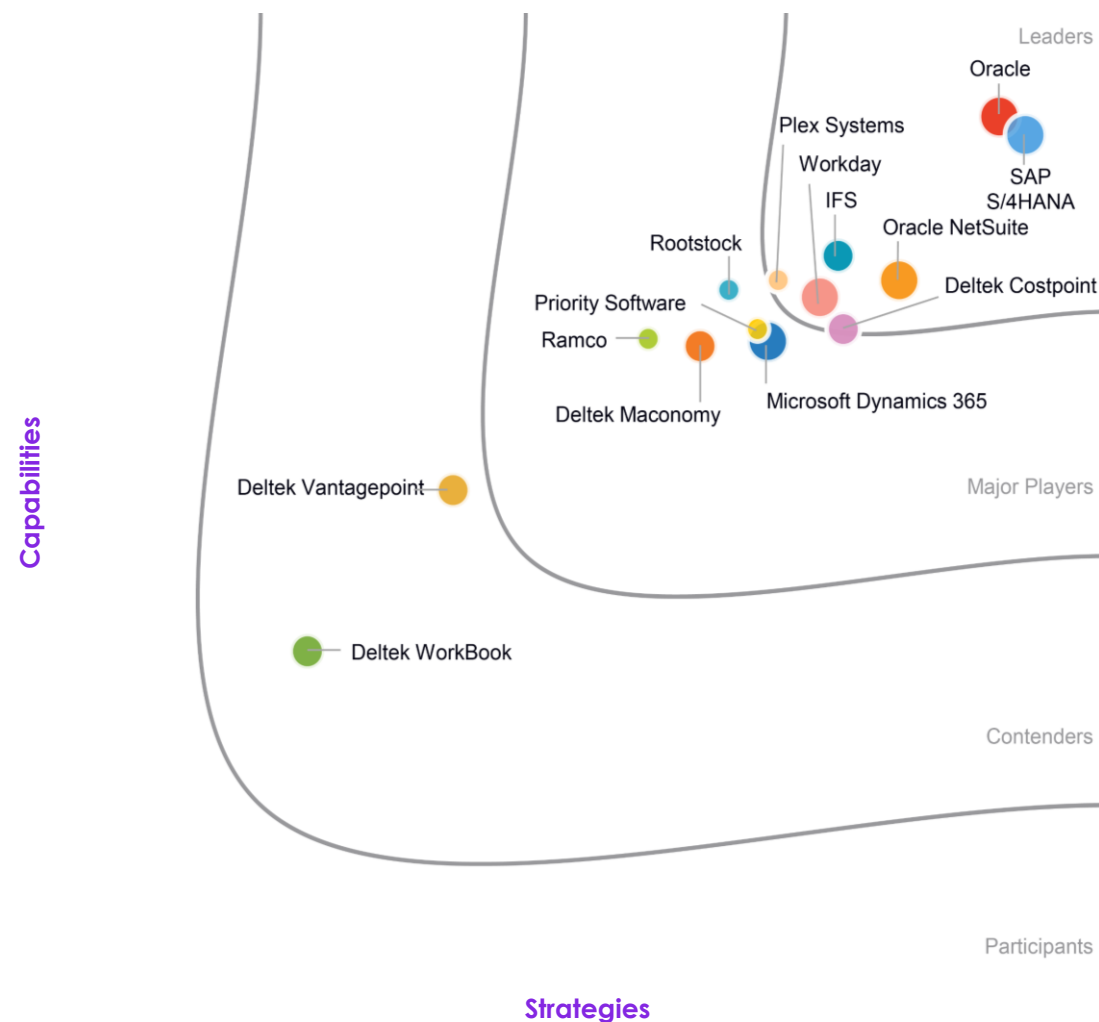 Leaders
Oracle
Plex Systems
Workday
SAP
S/4HANA
IFS
Oracle NetSuite
Rootstock
Deltek Costpoint
Priority Software
Ramco
Microsoft Dynamics 365
Deltek Maconomy
Capabilities
Deltek Vantagepoint
Major Players
Deltek WorkBook
Contenders
Participants
Strategies